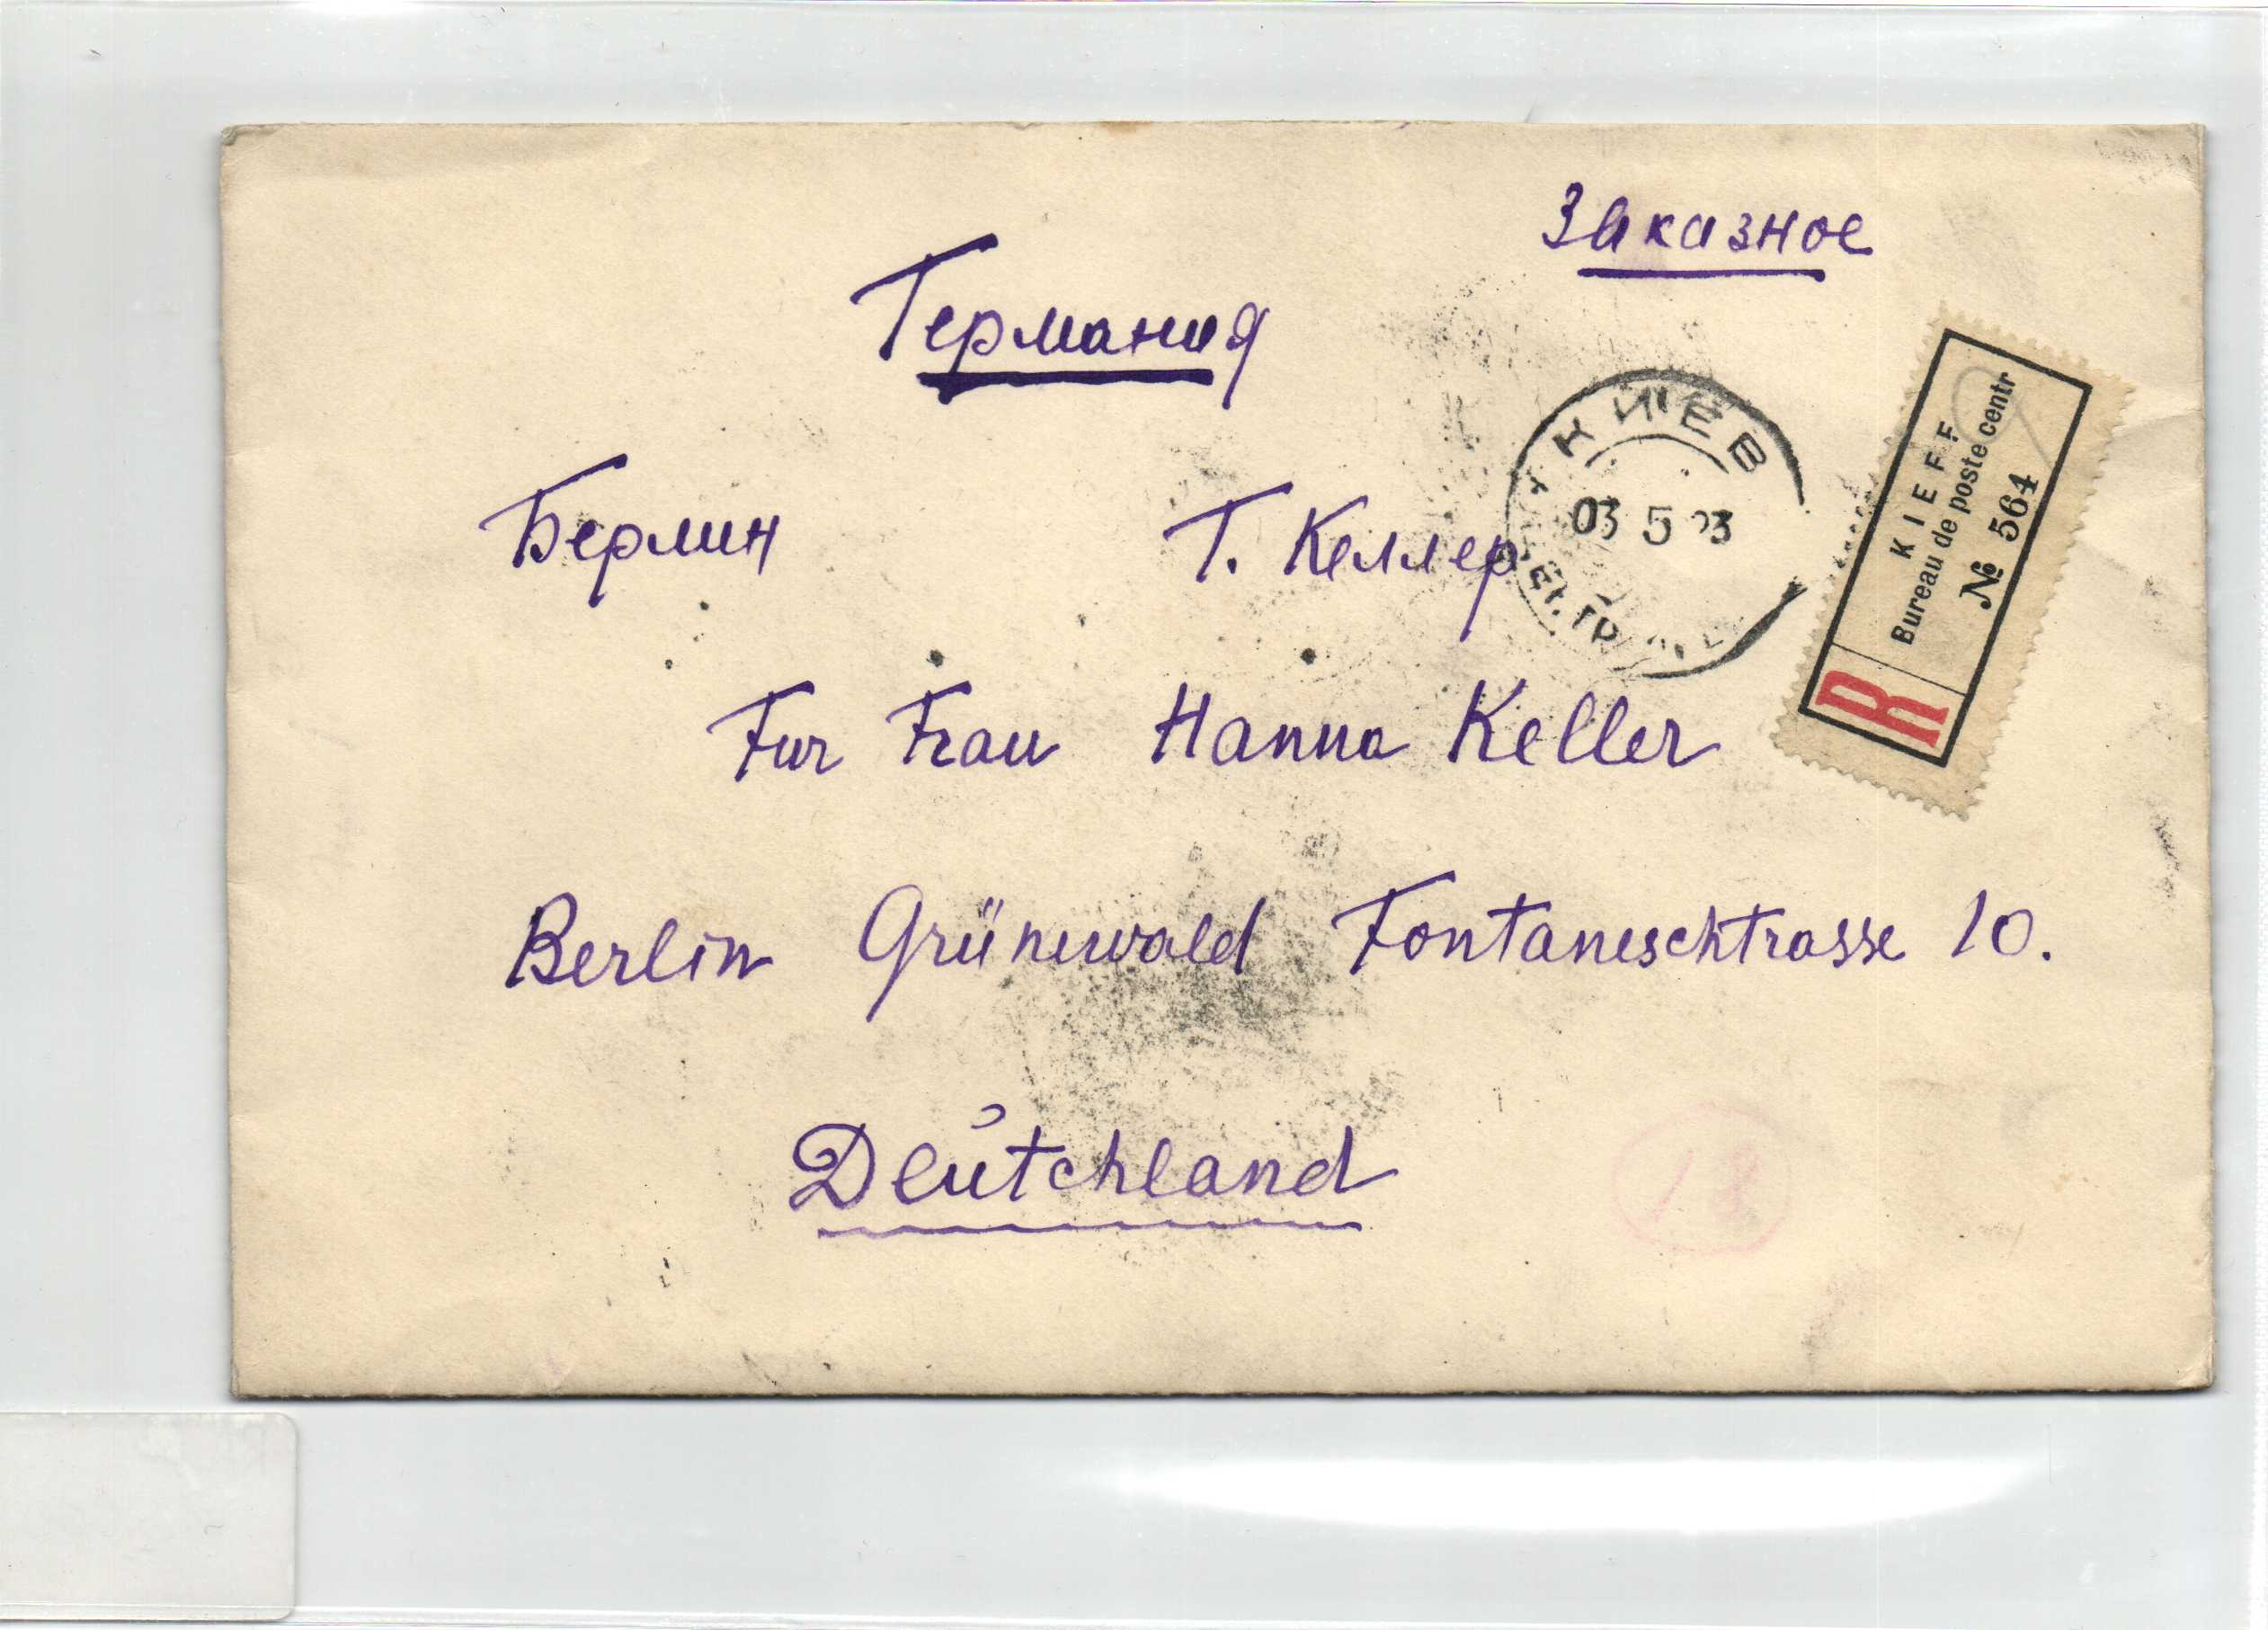 Заказное
Германия
Берлин Г. Келлер
КИЕВ
03 5 23
KIEFF
Bureau de poste centr
№ 564
R
Fur Frau Hanna Keller
Berlin Grünewald Fontaneschtrasse 10.
Deutchland
18